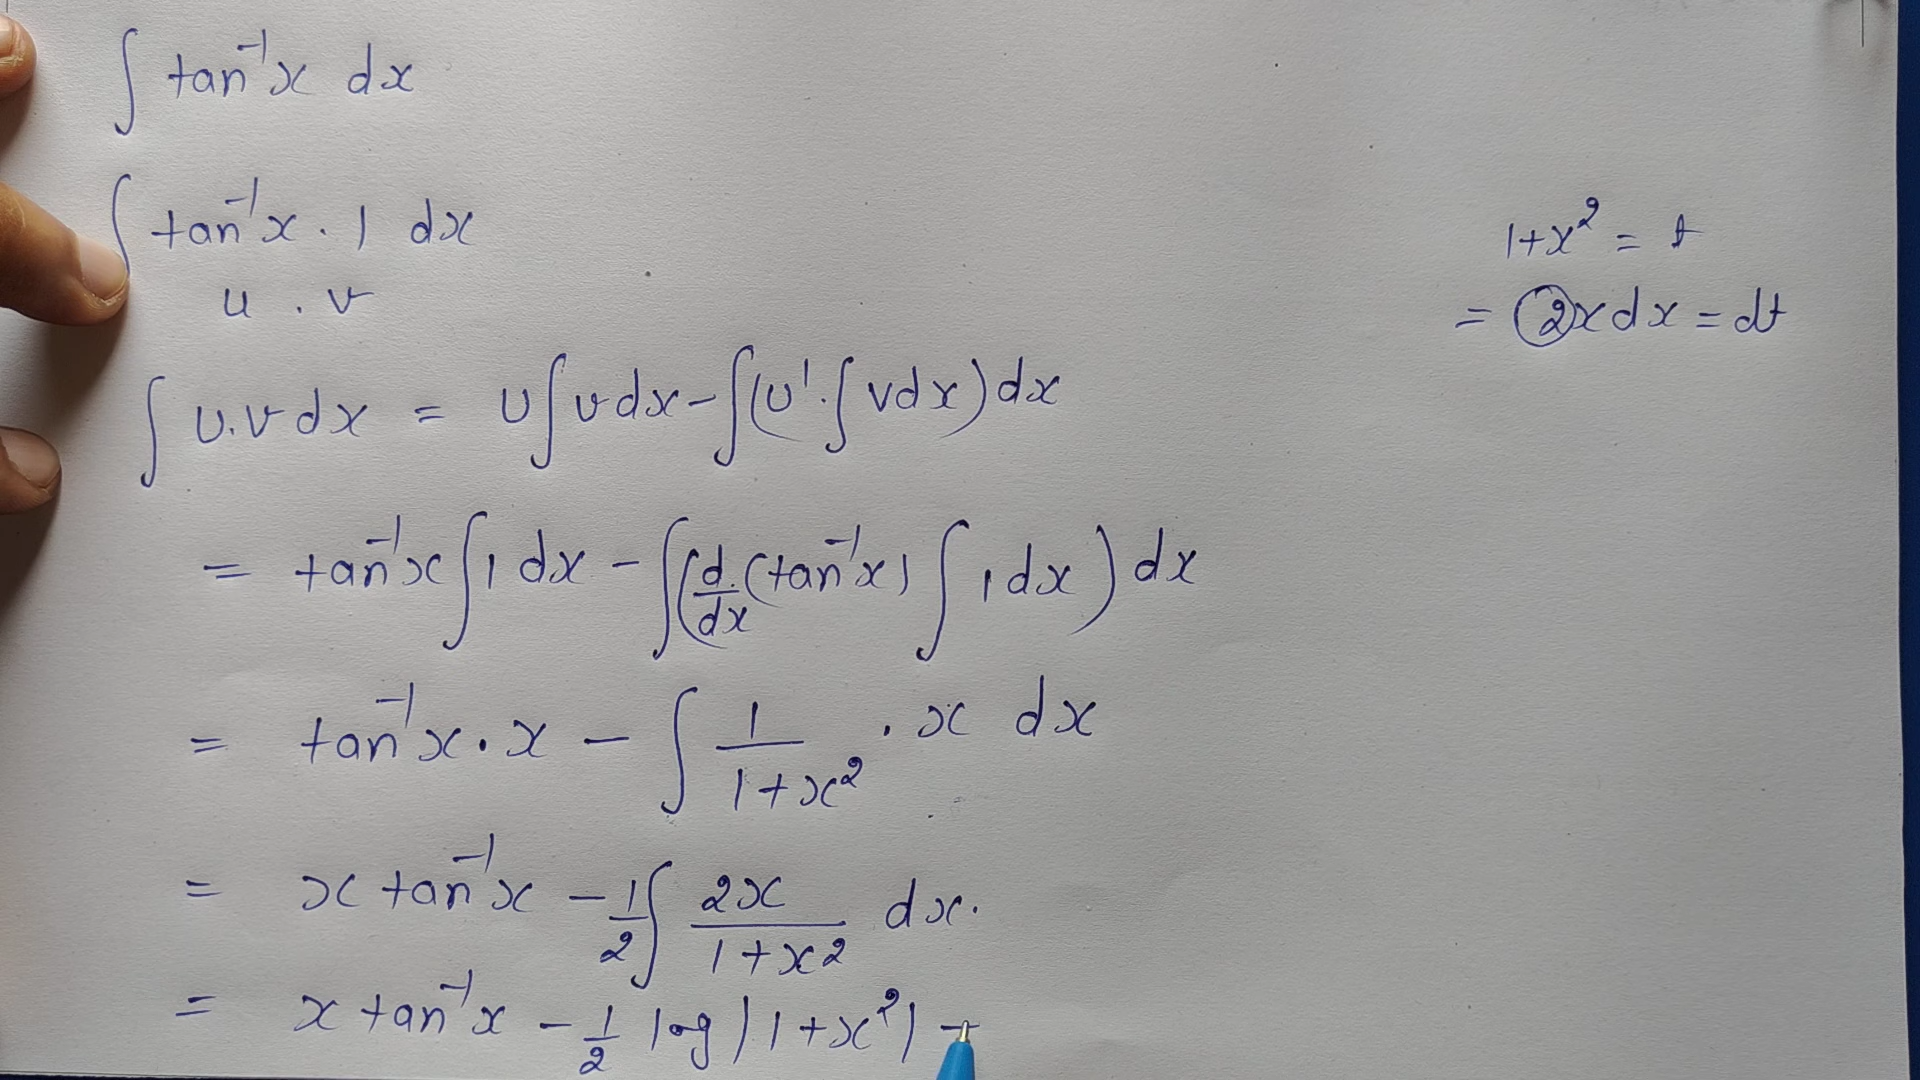 ∫ tan⁻¹x dx
∫ tan⁻¹x · 1 dx
u . v
∫ u.v dx = u∫v dx - ∫(u' · ∫ v dx) dx
= tan⁻¹x ∫ 1 dx - ∫(d/dx (tan⁻¹x) ∫ 1 dx) dx
= tan⁻¹x · x - ∫ 1/(1+x²) · x dx
= x tan⁻¹x - 1/2 ∫ 2x/(1+x²) dx.
= x tan⁻¹x - 1/2 log|1+x²| +
1+x² = t
= 2x dx = dt